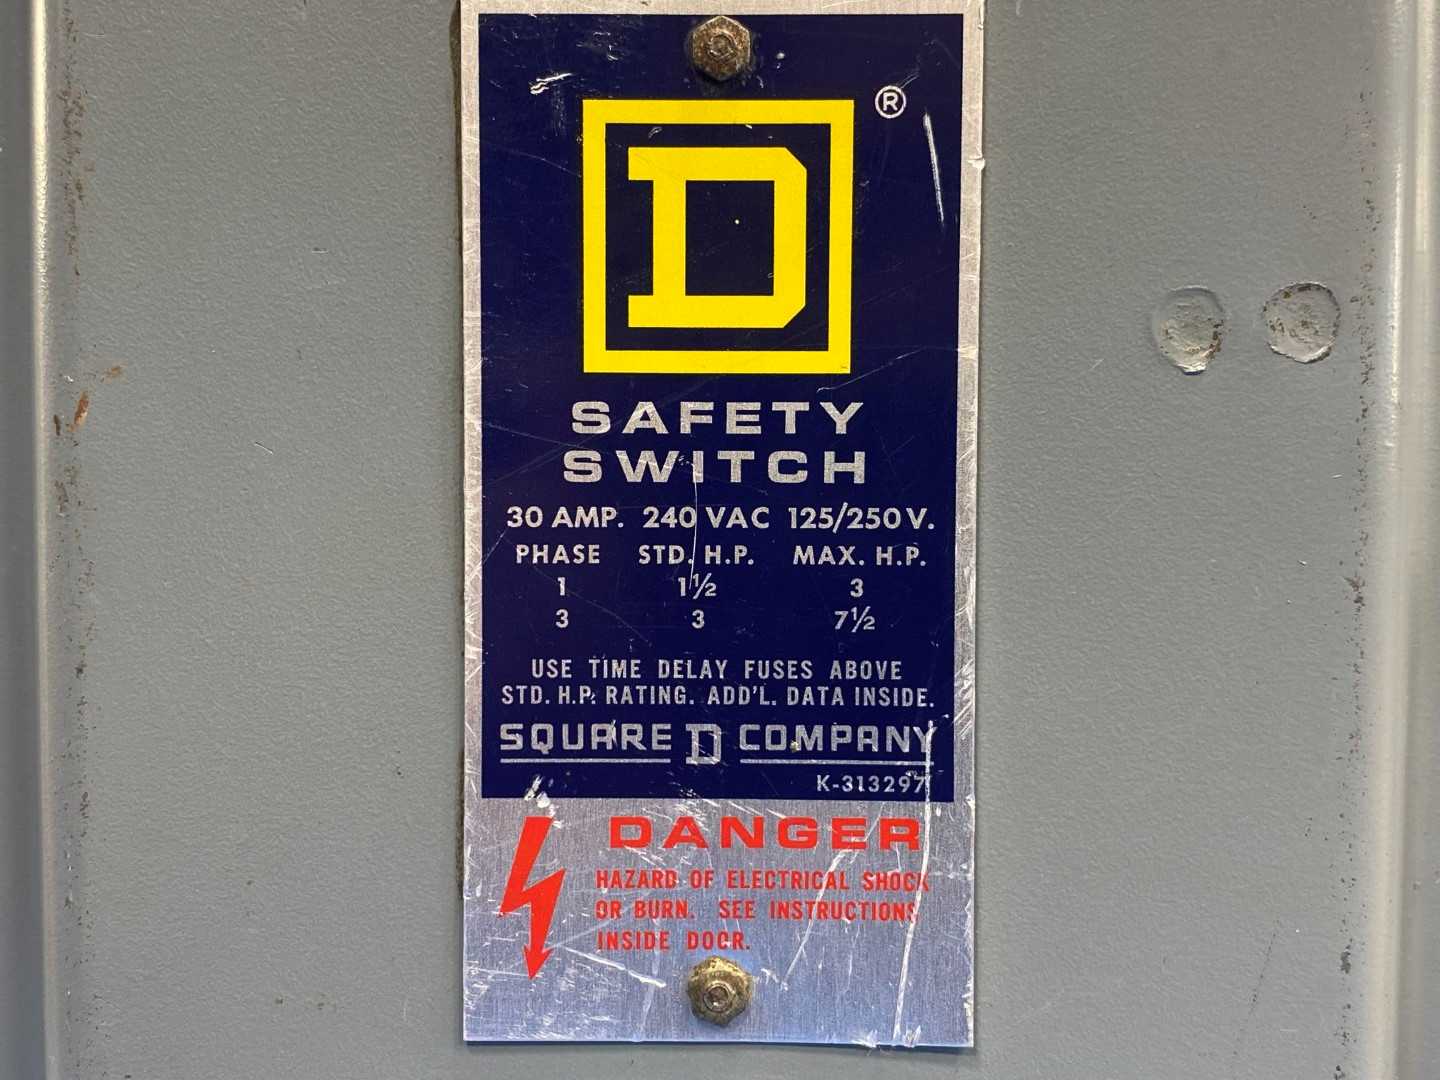 D ®
SAFETY
SWITCH
30 AMP. 240 VAC 125/250 V.
PHASE STD. H.P. MAX. H.P.
1 1½ 3
3 3 7½
USE TIME DELAY FUSES ABOVE
STD. H.P. RATING. ADD'L. DATA INSIDE.
SQUARE D COMPANY
K-313297
DANGER
HAZARD OF ELECTRICAL SHOCK
OR BURN. SEE INSTRUCTIONS
INSIDE DOOR.